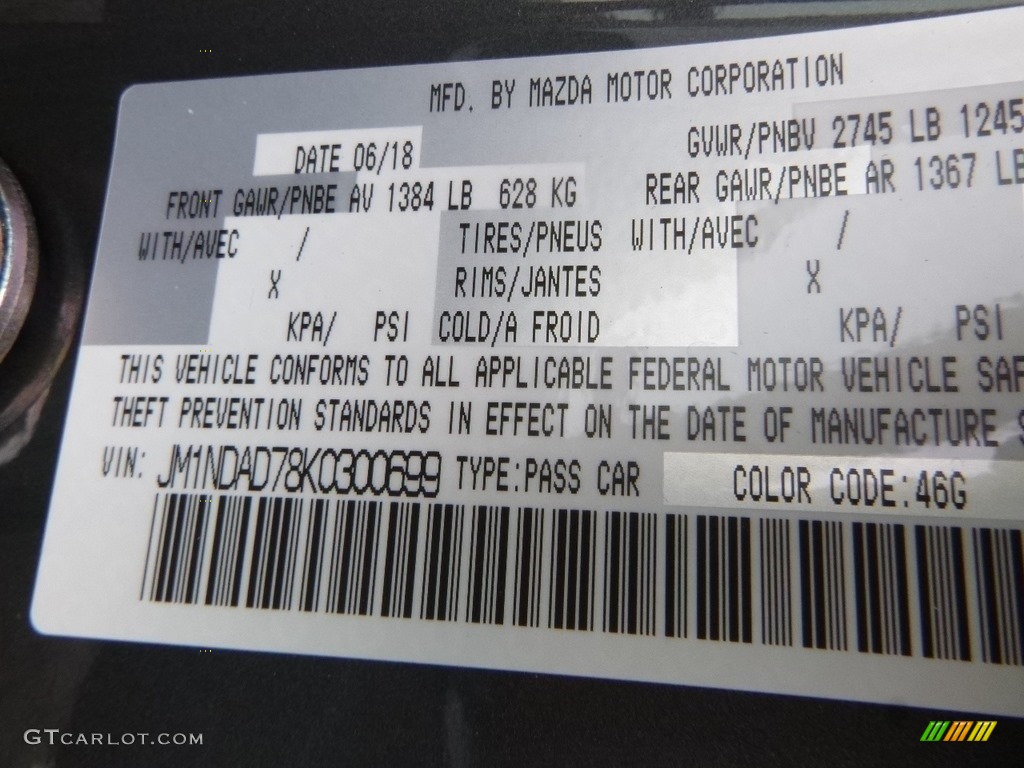 MFD. BY MAZDA MOTOR CORPORATION
DATE 06/18 GVWR/PNBV 2745 LB 1245
FRONT GAWR/PNBE AV 1384 LB 628 KG REAR GAWR/PNBE AR 1367 LB
WITH/AVEC / TIRES/PNEUS WITH/AVEC /
X RIMS/JANTES X
KPA/ PSI COLD/A FROID KPA/ PSI
THIS VEHICLE CONFORMS TO ALL APPLICABLE FEDERAL MOTOR VEHICLE SAF
THEFT PREVENTION STANDARDS IN EFFECT ON THE DATE OF MANUFACTURE S
VIN: JM1NDAD78K0300699 TYPE:PASS CAR COLOR CODE:46G
GTCARLOT.COM